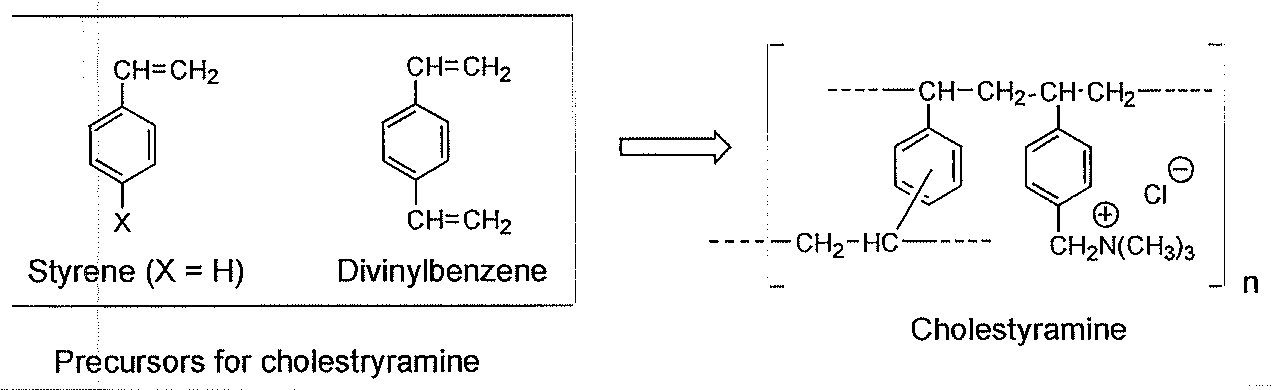 CH=CH2
X
Styrene (X = H)
CH=CH2
CH=CH2
Divinylbenzene
Precursors for cholestryramine
CH-CH2-CH-CH2
CH2-HC
CH2N(CH3)3
+
Cl -
n
Cholestyramine